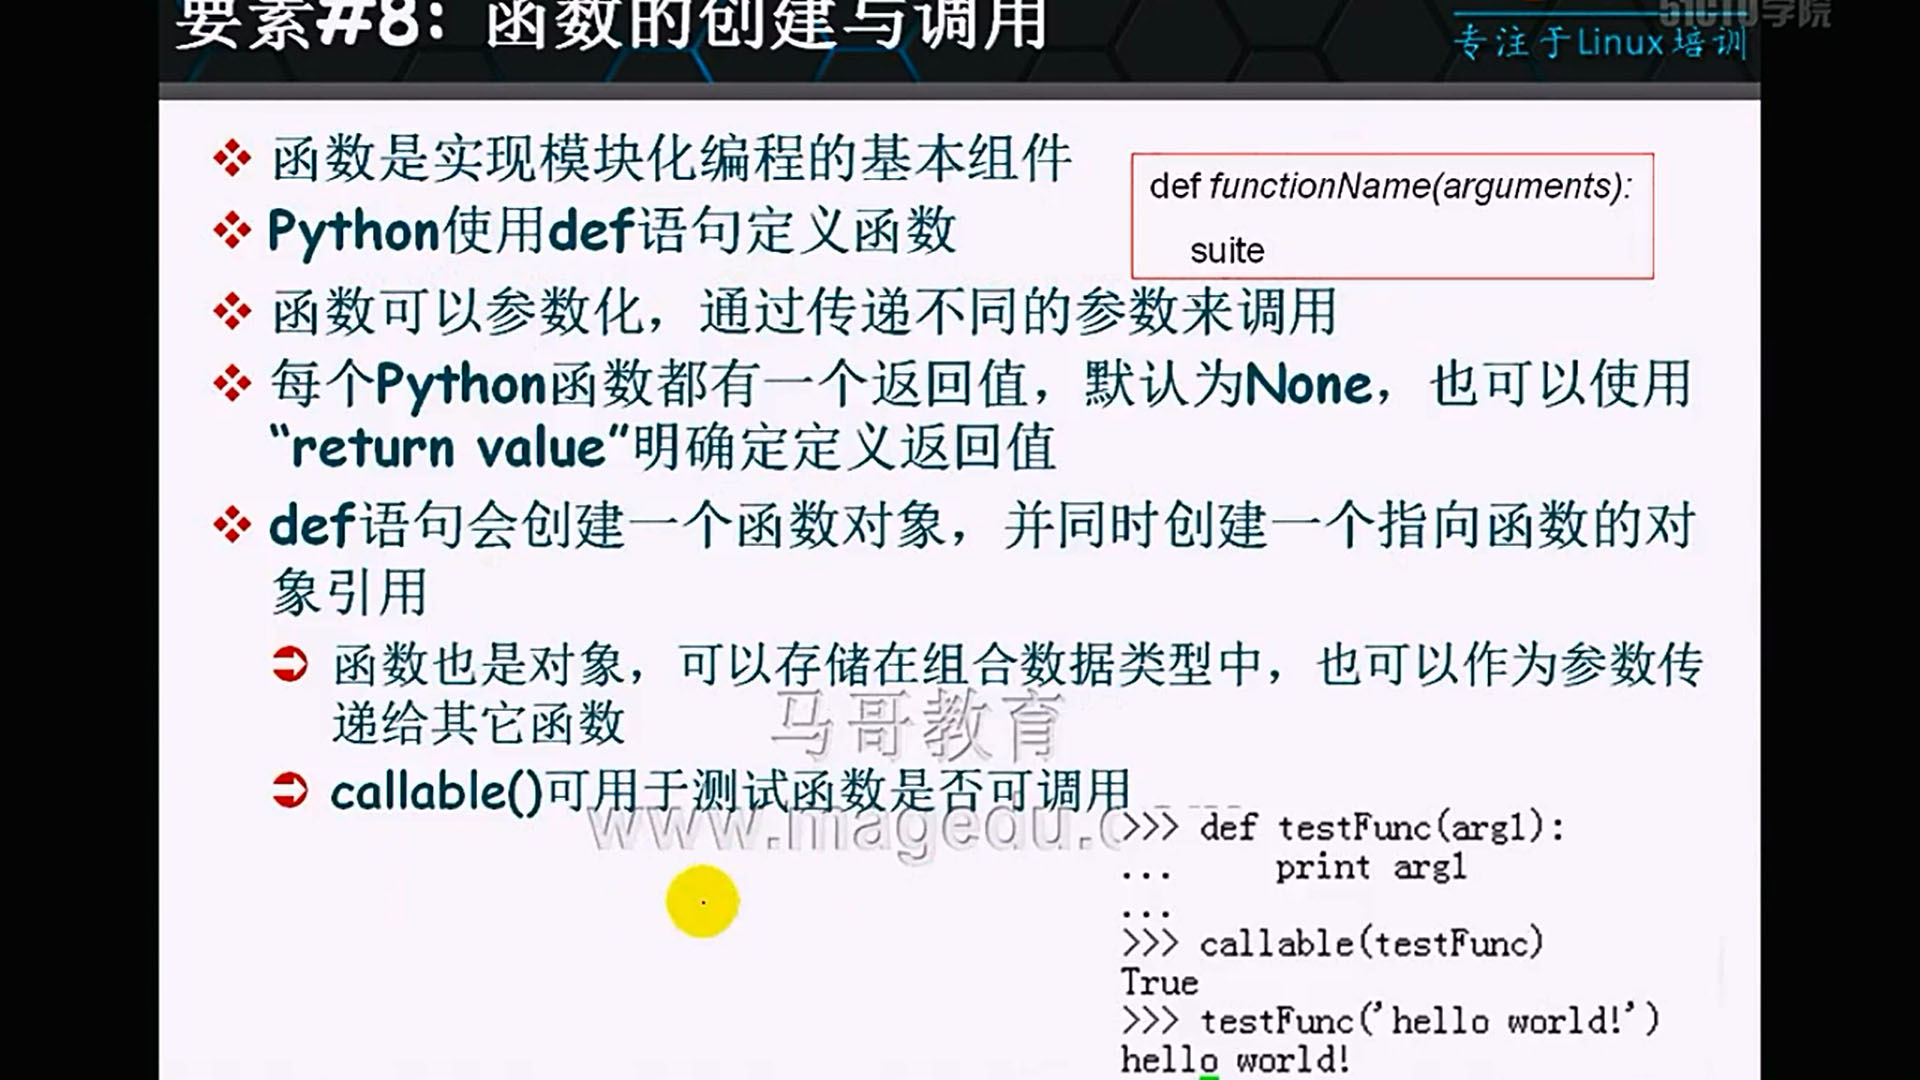 要素#8：函数的创建与调用
51CTO学院
专注于Linux培训
函数是实现模块化编程的基本组件
def functionName(arguments):
suite
Python使用def语句定义函数
函数可以参数化，通过传递不同的参数来调用
每个Python函数都有一个返回值，默认为None，也可以使用
“return value”明确定定义返回值
def语句会创建一个函数对象，并同时创建一个指向函数的对
象引用
函数也是对象，可以存储在组合数据类型中，也可以作为参数传
递给其它函数
马哥教育
callable()可用于测试函数是否可调用
www.magedu.c
>>> def testFunc(arg1):
...     print arg1
...
>>> callable(testFunc)
True
>>> testFunc('hello world!')
hello world!